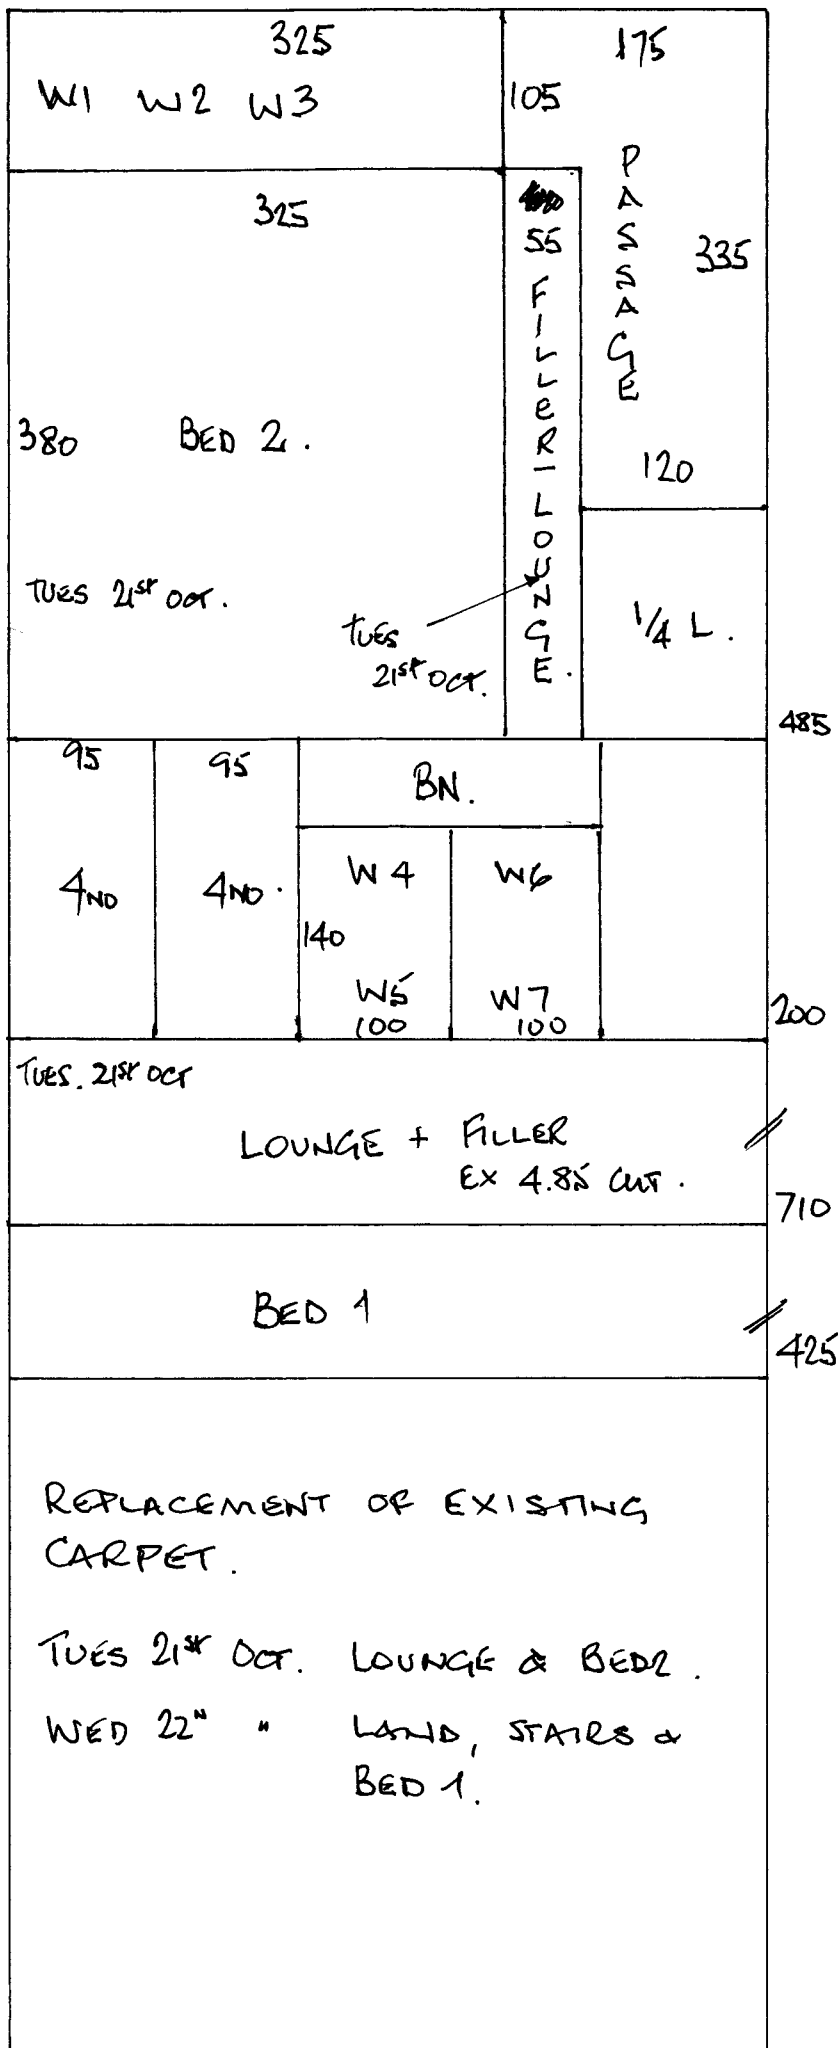 325
175
W1 W2 W3
105
PASSAGE
325
55
335
FILLER-LOUNGE.
380
BED 2.
120
TUES 21st OCT.
TUES
21st OCT.
1/4 L.
485
95
95
BN.
4NO
4NO.
W4
W6
140
W5
W7
100
100
200
TUES. 21st OCT
LOUNGE + FILLER
EX 4.85 CUT.
710
BED 1
425
REPLACEMENT OF EXISTING
CARPET.
TUES 21st OCT. LOUNGE & BED2.
WED 22N " LAND, STAIRS &
BED 1.